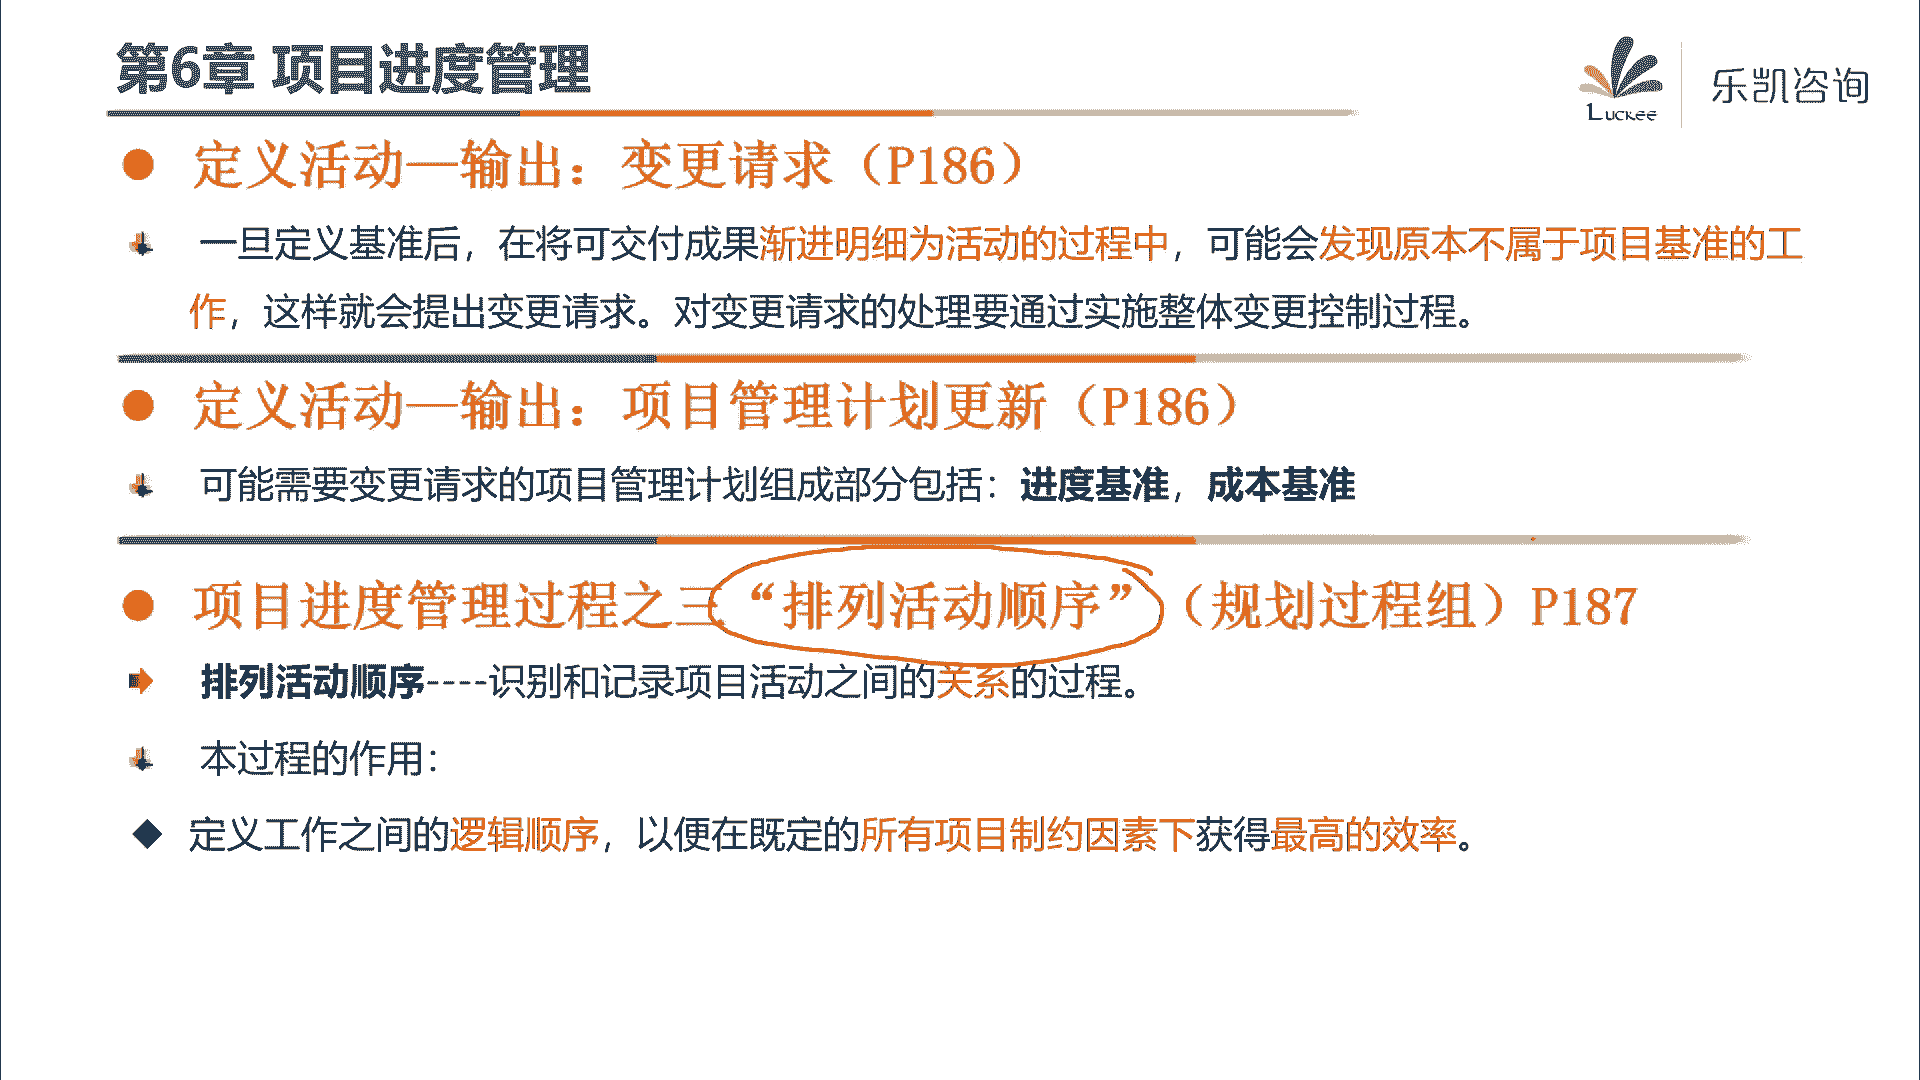 第6章 项目进度管理
Luckee
乐凯咨询
定义活动—输出：变更请求（P186）
一旦定义基准后，在将可交付成果渐进明细为活动的过程中，可能会发现原本不属于项目基准的工
作，这样就会提出变更请求。对变更请求的处理要通过实施整体变更控制过程。
定义活动—输出：项目管理计划更新（P186）
可能需要变更请求的项目管理计划组成部分包括：进度基准，成本基准
项目进度管理过程之三“排列活动顺序”（规划过程组）P187
排列活动顺序----识别和记录项目活动之间的关系的过程。
本过程的作用：
定义工作之间的逻辑顺序，以便在既定的所有项目制约因素下获得最高的效率。